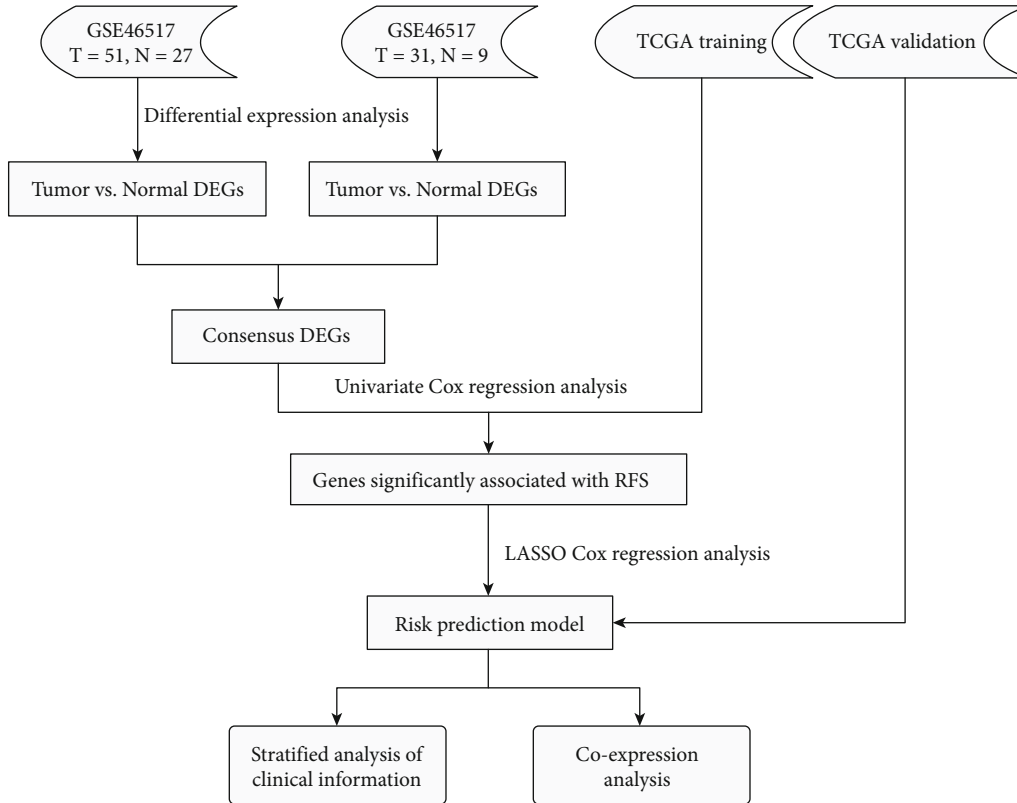 GSE46517
T = 51, N = 27
GSE46517
T = 31, N = 9
TCGA training
TCGA validation
Differential expression analysis
Tumor vs. Normal DEGs
Tumor vs. Normal DEGs
Consensus DEGs
Univariate Cox regression analysis
Genes significantly associated with RFS
LASSO Cox regression analysis
Risk prediction model
Stratified analysis of
clinical information
Co-expression
analysis